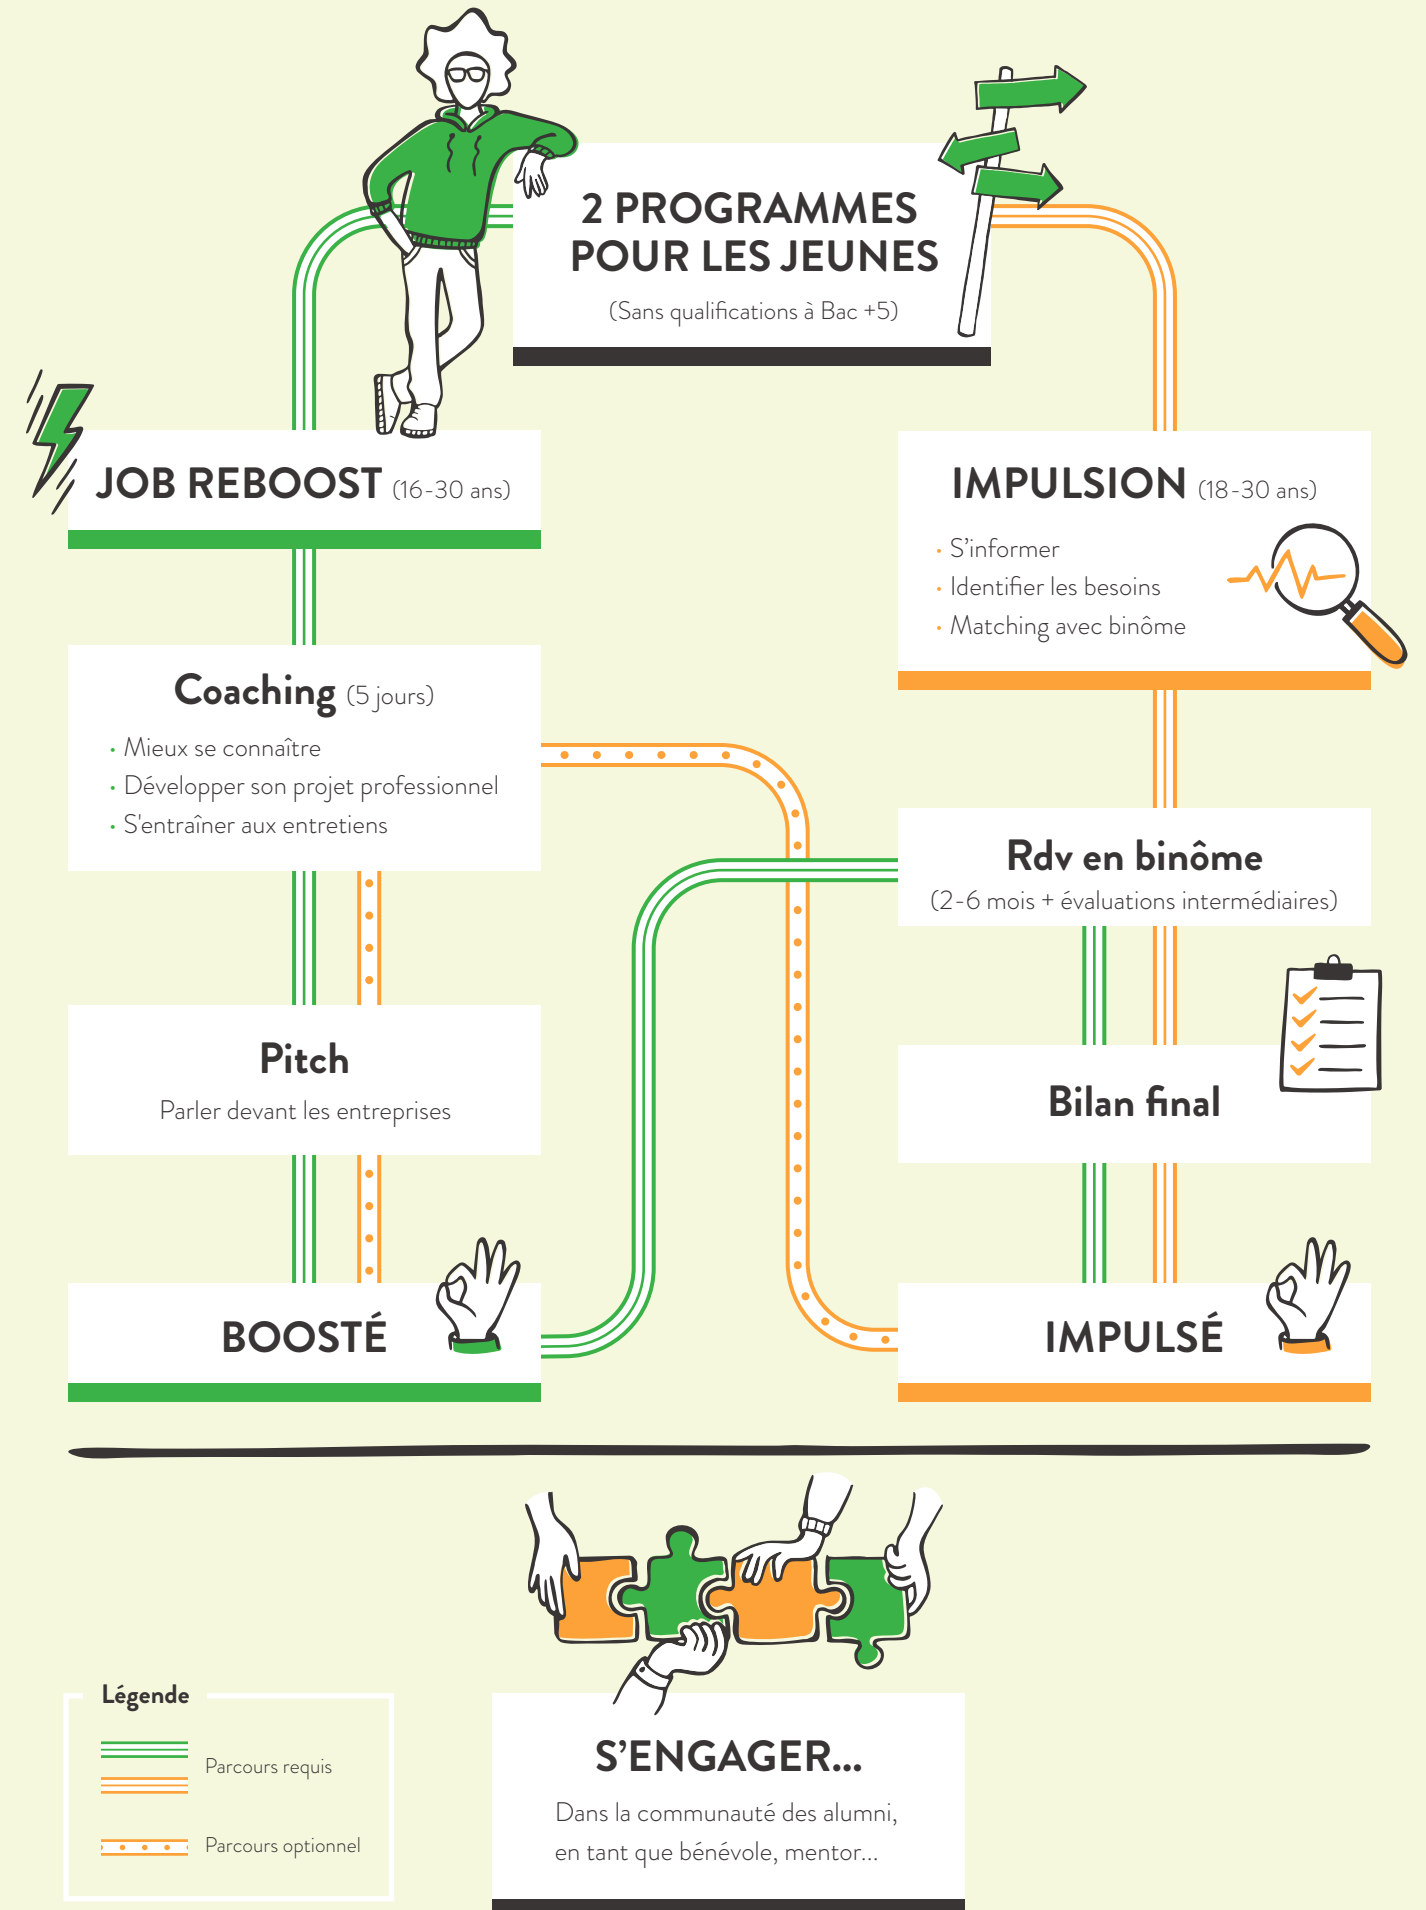 2 PROGRAMMES
POUR LES JEUNES
(Sans qualifications à Bac +5)
JOB REBOOST (16-30 ans)
Coaching (5 jours)
• Mieux se connaître
• Développer son projet professionnel
• S'entraîner aux entretiens
Pitch
Parler devant les entreprises
BOOSTÉ
IMPULSION (18-30 ans)
• S’informer
• Identifier les besoins
• Matching avec binôme
Rdv en binôme
(2-6 mois + évaluations intermédiaires)
Bilan final
IMPULSÉ
S’ENGAGER...
Dans la communauté des alumni,
en tant que bénévole, mentor...
Légende
Parcours requis
Parcours optionnel